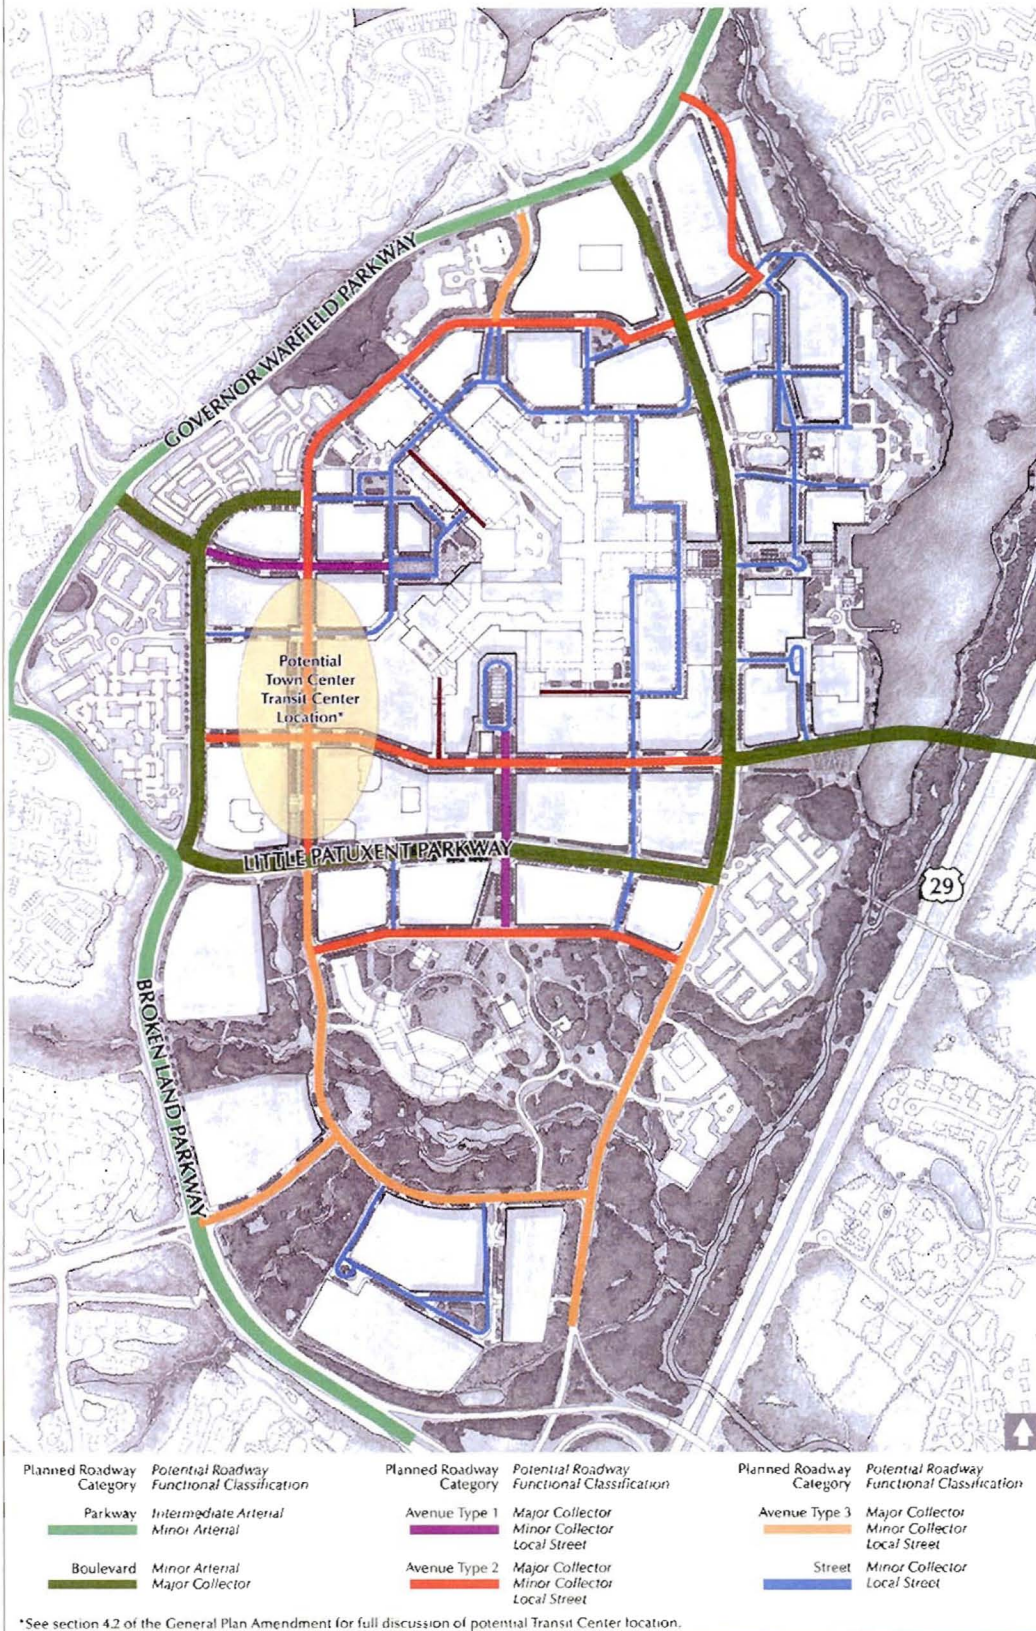 GOVERNOR WARFIELD PARKWAY
Potential
Town Center
Transit Center
Location*
LITTLE PATUXENT PARKWAY
29
BROKEN LAND PARKWAY
Planned Roadway Category Potential Roadway Functional Classification
Parkway Intermediate Arterial
Minor Arterial
Boulevard Minor Arterial
Major Collector
Planned Roadway Category Potential Roadway Functional Classification
Avenue Type 1 Major Collector
Minor Collector
Local Street
Avenue Type 2 Major Collector
Minor Collector
Local Street
Planned Roadway Category Potential Roadway Functional Classification
Avenue Type 3 Major Collector
Minor Collector
Local Street
Street Minor Collector
Local Street
*See section 4.2 of the General Plan Amendment for full discussion of potential Transit Center location.